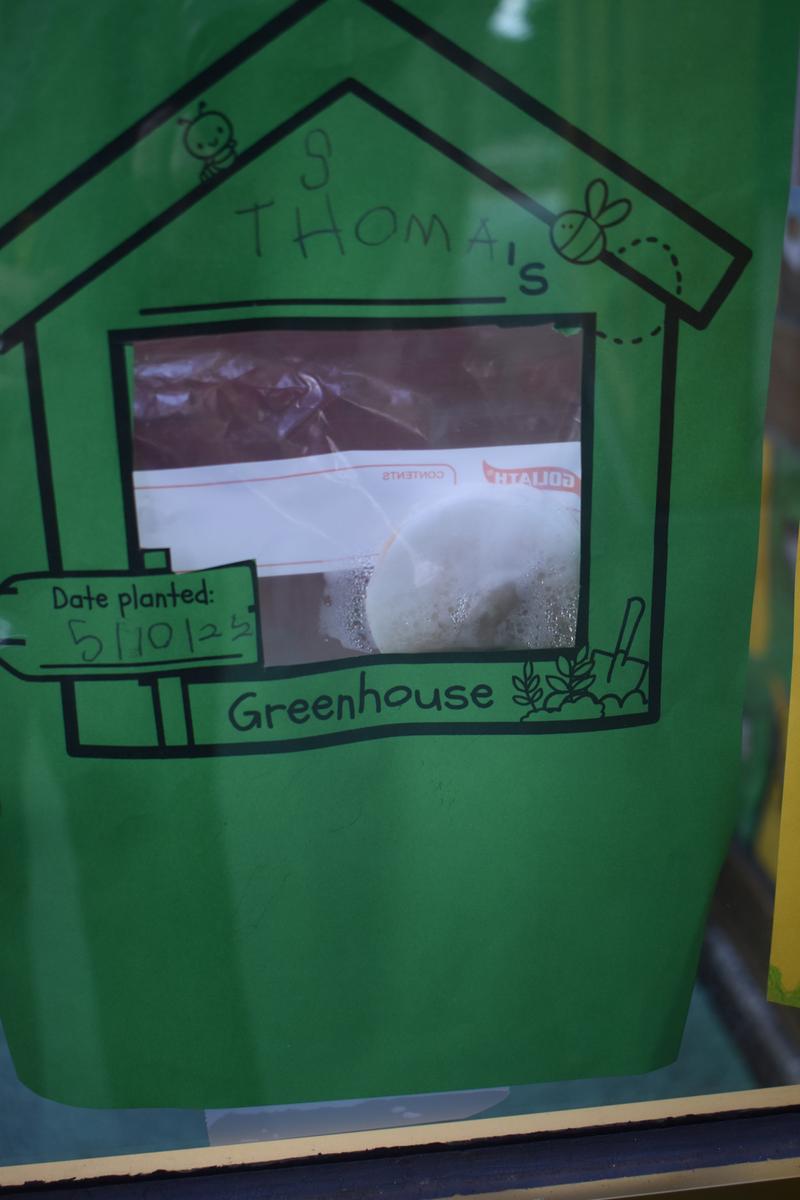 S
THOMA's
CONTENTS GOLIATH
Date planted:
5/10/25
Greenhouse